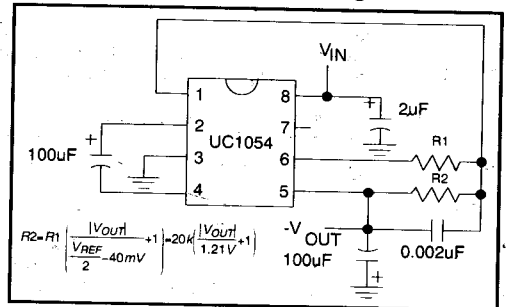 VIN
1
8
2µF
2
7
R1
100uF
UC1054
3
6
R2
4
5
-VOUT
R2=R1(|VOUT|/(VREF/2 -40mV)+1)=20k(|VOUT|/1.21V+1)
100uF
0.002uF
+
+
+